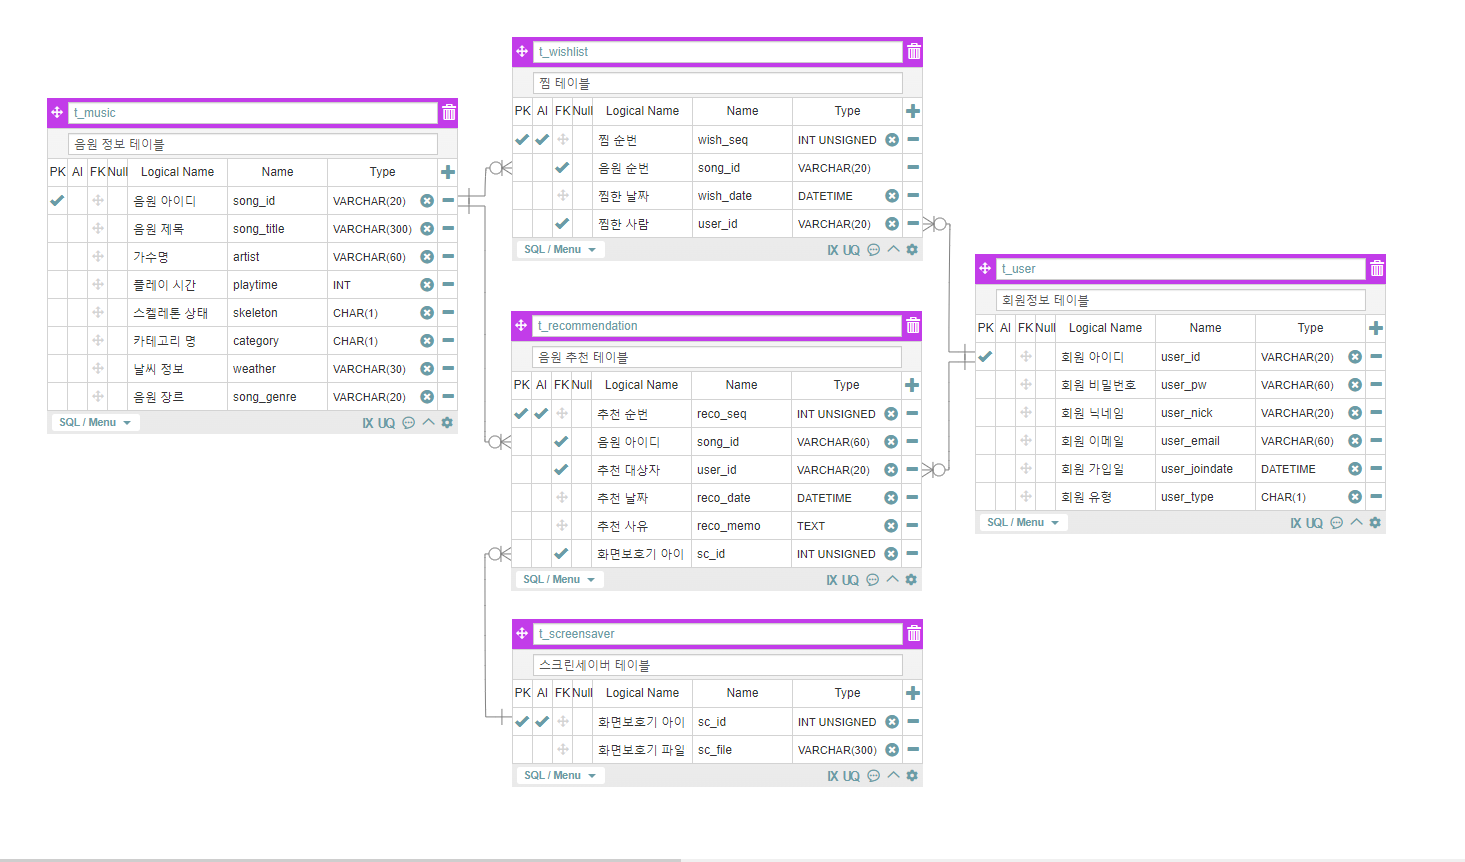 t_music
음원 정보 테이블
PK AI FK Null Logical Name Name Type
음원 아이디 song_id VARCHAR(20)
음원 제목 song_title VARCHAR(300)
가수명 artist VARCHAR(60)
플레이 시간 playtime INT
스켈레톤 상태 skeleton CHAR(1)
카테고리 명 category CHAR(1)
날씨 정보 weather VARCHAR(30)
음원 장르 song_genre VARCHAR(20)
SQL / Menu IX UQ
t_wishlist
찜 테이블
PK AI FK Null Logical Name Name Type
찜 순번 wish_seq INT UNSIGNED
음원 순번 song_id VARCHAR(20)
찜한 날짜 wish_date DATETIME
찜한 사람 user_id VARCHAR(20)
SQL / Menu IX UQ
t_recommendation
음원 추천 테이블
PK AI FK Null Logical Name Name Type
추천 순번 reco_seq INT UNSIGNED
음원 아이디 song_id VARCHAR(60)
추천 대상자 user_id VARCHAR(20)
추천 날짜 reco_date DATETIME
추천 사유 reco_memo TEXT
화면보호기 아이 sc_id INT UNSIGNED
SQL / Menu IX UQ
t_screensaver
스크린세이버 테이블
PK AI FK Null Logical Name Name Type
화면보호기 아이 sc_id INT UNSIGNED
화면보호기 파일 sc_file VARCHAR(300)
SQL / Menu IX UQ
t_user
회원정보 테이블
PK AI FK Null Logical Name Name Type
회원 아이디 user_id VARCHAR(20)
회원 비밀번호 user_pw VARCHAR(60)
회원 닉네임 user_nick VARCHAR(20)
회원 이메일 user_email VARCHAR(60)
회원 가입일 user_joindate DATETIME
회원 유형 user_type CHAR(1)
SQL / Menu IX UQ